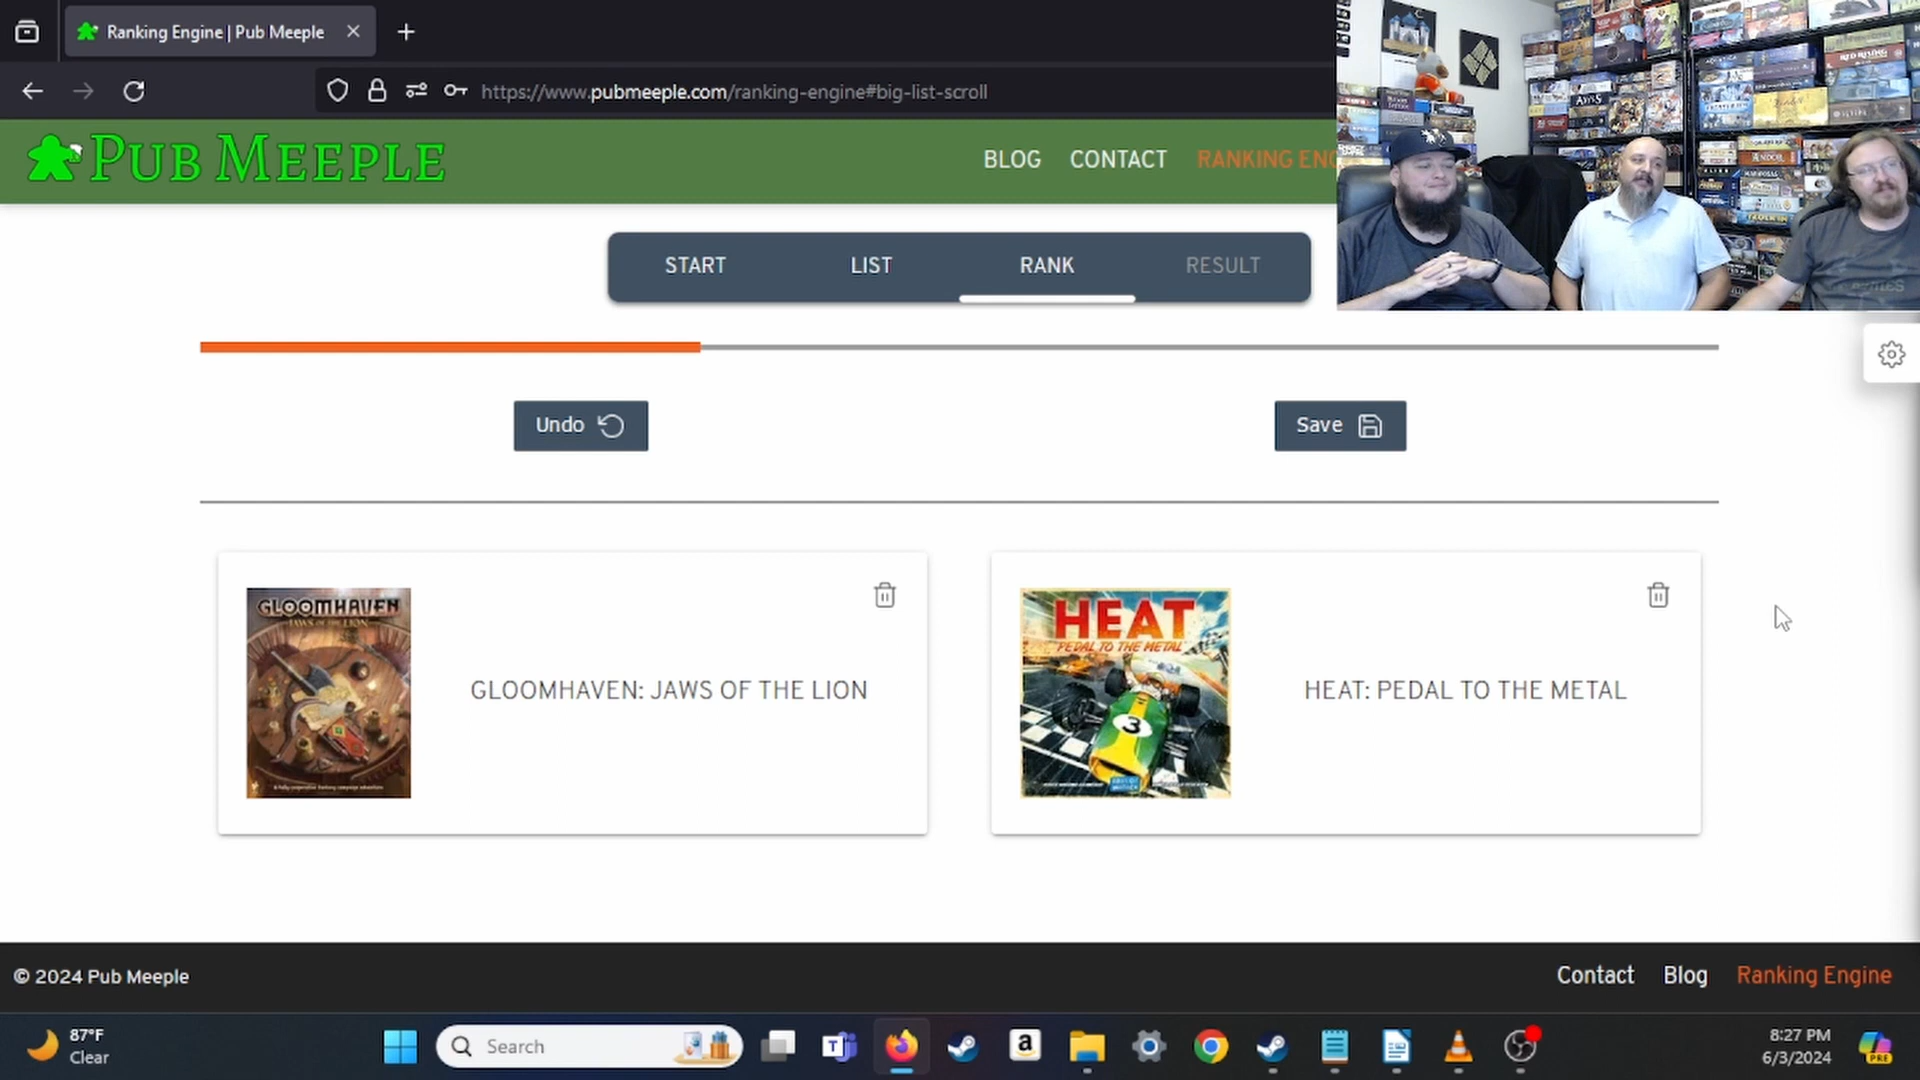 Ranking Engine | Pub Meeple
https://www.pubmeeple.com/ranking-engine#big-list-scroll
PUB MEEPLE
BLOG CONTACT RANKING ENG
START LIST RANK RESULT
Undo Save
GLOOMHAVEN
JAWS OF THE LION
GLOOMHAVEN: JAWS OF THE LION
HEAT
PEDAL TO THE METAL
3
HEAT: PEDAL TO THE METAL
© 2024 Pub Meeple
Contact Blog Ranking Engine
87°F
Clear
Search
8:27 PM
6/3/2024